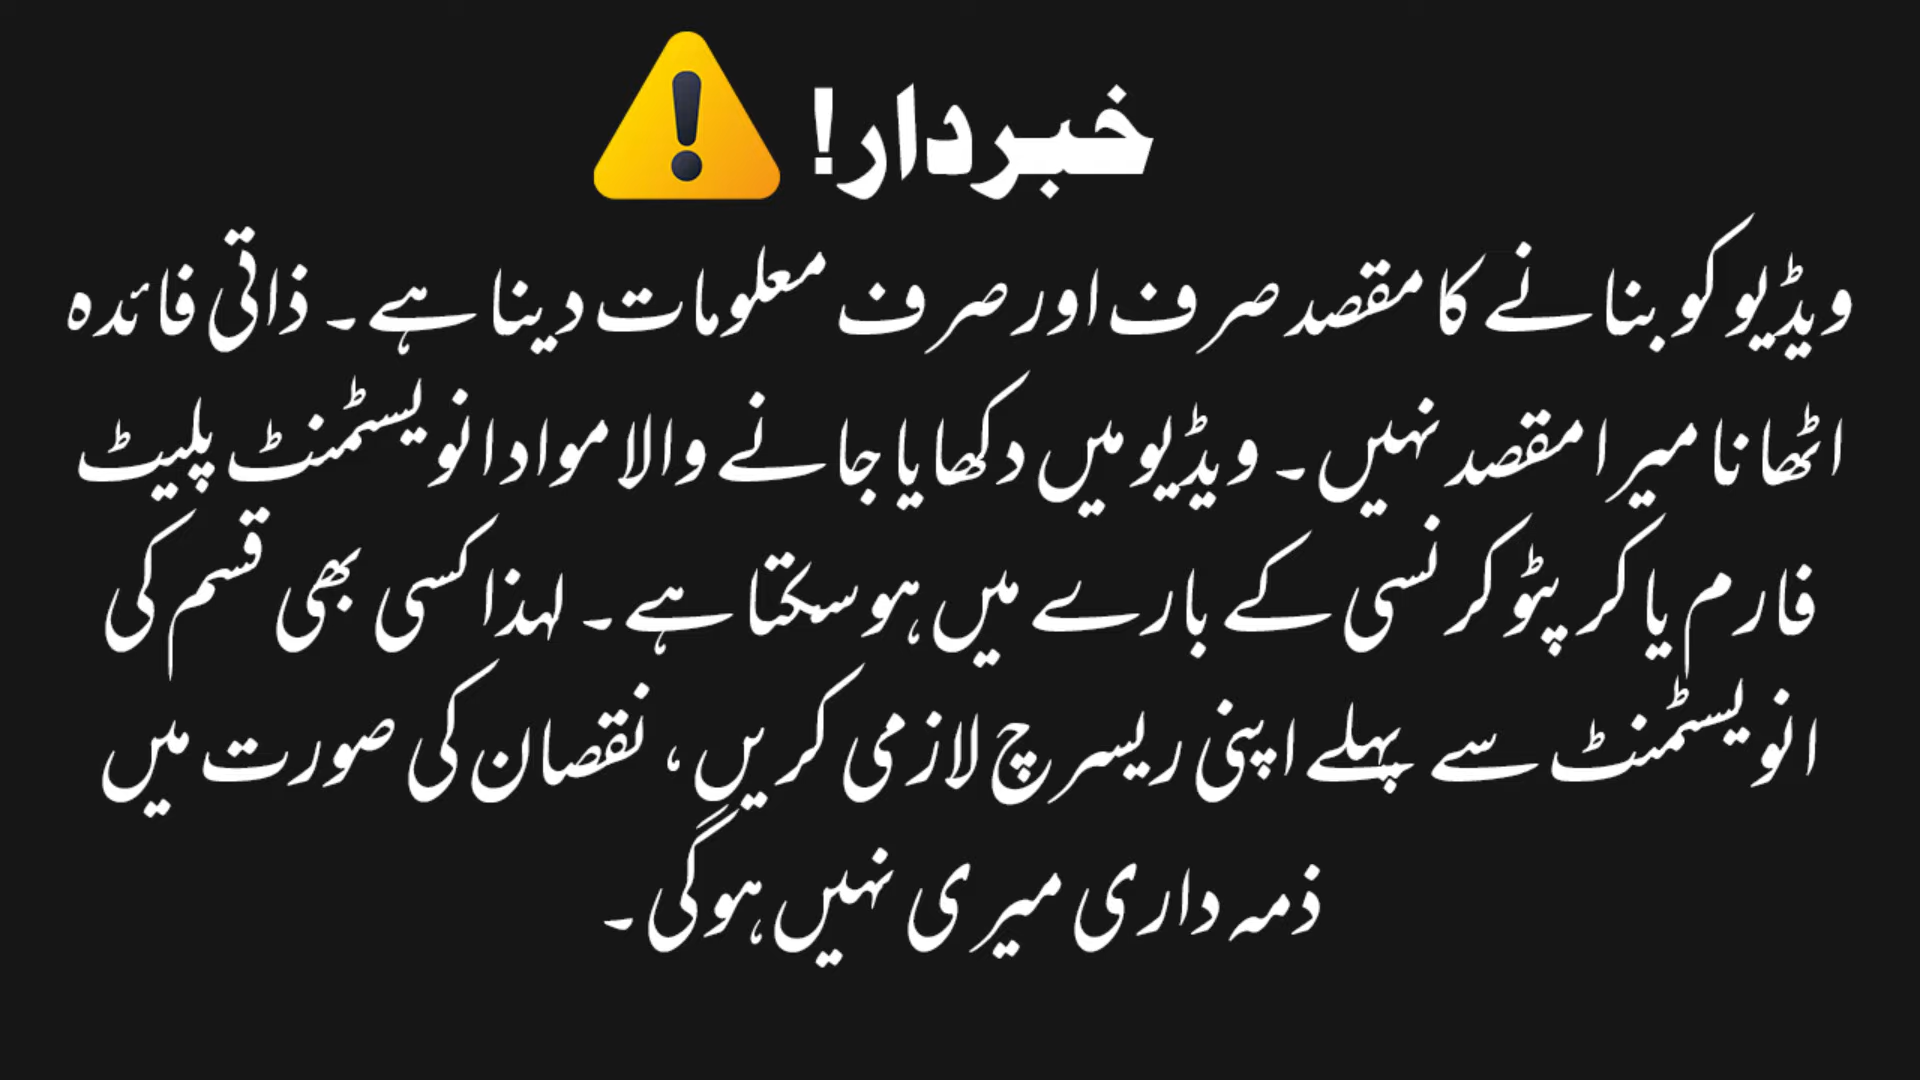 خبردار!
ویڈیو کو بنانے کا مقصد صرف اور صرف معلومات دینا ہے۔ ذاتی فائدہ
اٹھانا میرا مقصد نہیں۔ ویڈیو میں دکھایا جانے والا مواد انویسٹمنٹ پلیٹ
فارم یا کرپٹو کرنسی کے بارے میں ہو سکتا ہے۔ لہذا کسی بھی قسم کی
انویسٹمنٹ سے پہلے اپنی ریسرچ لازمی کریں، نقصان کی صورت میں
ذمہ داری میری نہیں ہوگی۔